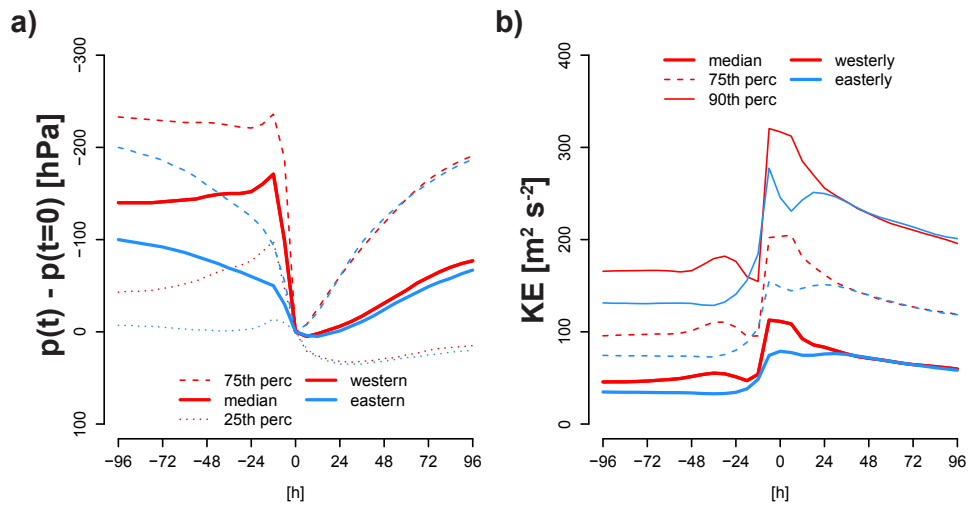 a)
p(t) - p(t=0) [hPa]
−300
−200
−100
0
100
75th perc
median
25th perc
western
eastern
−96 −72 −48 −24 0 24 48 72 96
[h]
b)
KE [m² s⁻²]
400
300
200
100
0
median
75th perc
90th perc
westerly
easterly
−96 −72 −48 −24 0 24 48 72 96
[h]